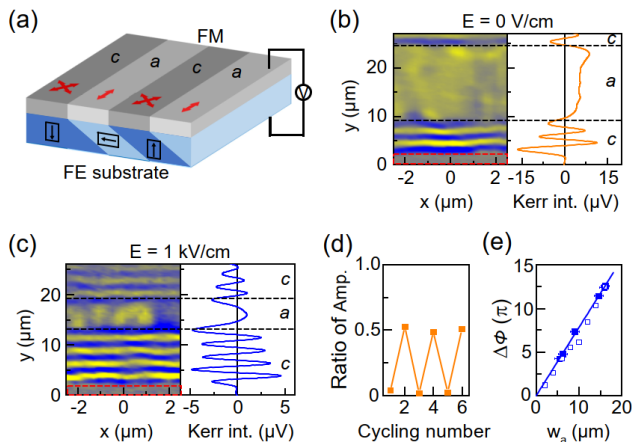 (a)
FM
c
a
c
a
V
FE substrate
(b)
E = 0 V/cm
c
a
c
y (μm)
20
10
0
-2 0 2
x (μm)
-15 0 15
Kerr int. (μV)
(c)
E = 1 kV/cm
c
a
c
y (μm)
20
10
0
-2 0 2
x (μm)
-5 0 5
Kerr int. (μV)
(d)
Ratio of Amp.
1.0
0.5
0.0
2 4 6
Cycling number
(e)
ΔΦ (π)
15
10
5
0
0 5 10 15 20
wa (μm)